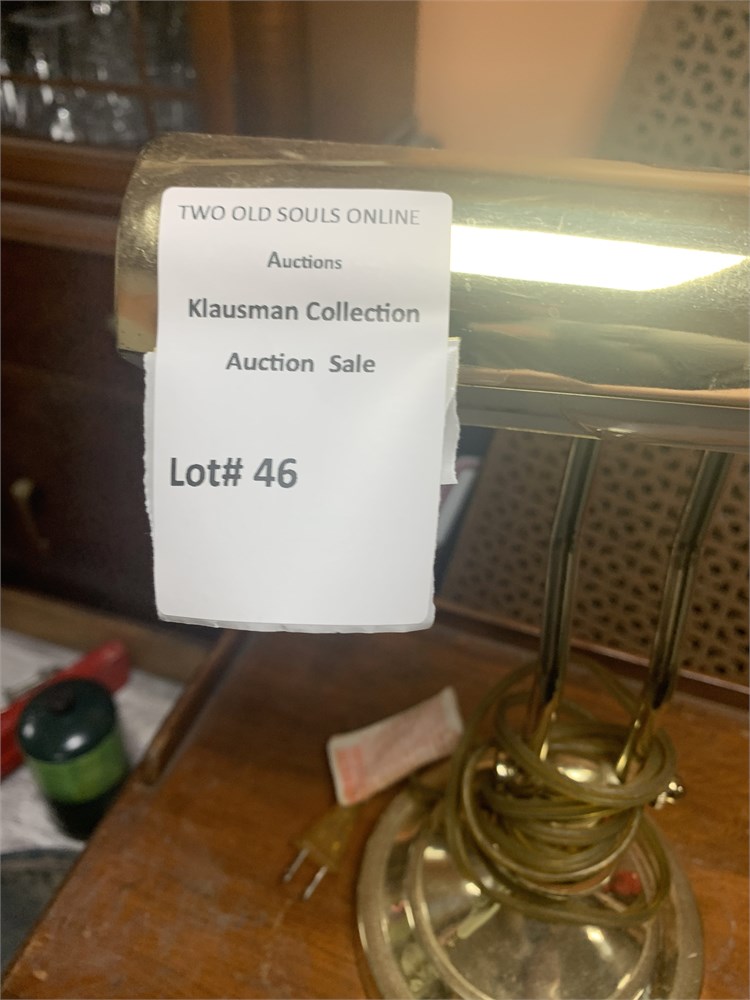 TWO OLD SOULS ONLINE
Auctions
Klausman Collection
Auction Sale
Lot# 46